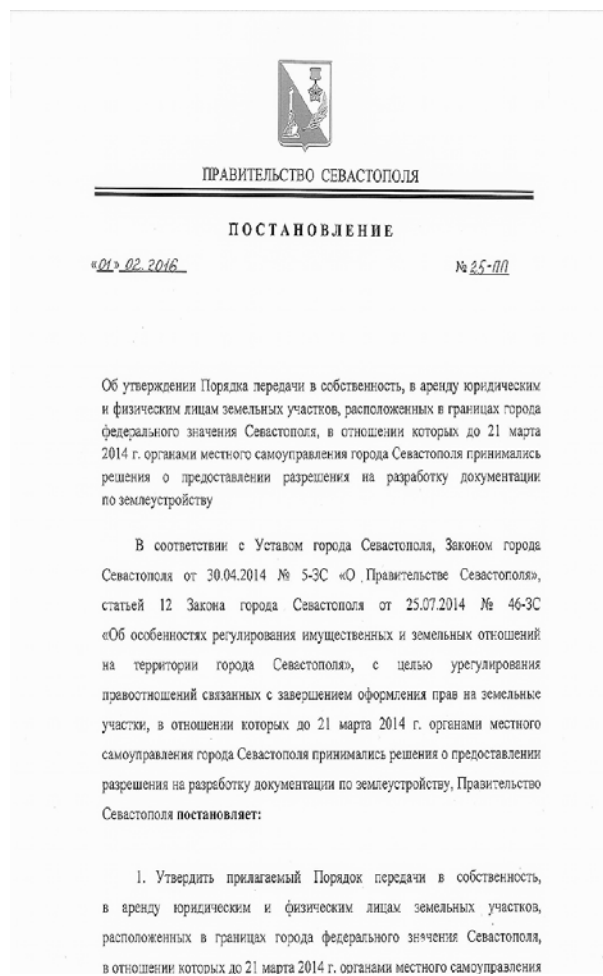 ПРАВИТЕЛЬСТВО СЕВАСТОПОЛЯ
ПОСТАНОВЛЕНИЕ
«01» 02. 2016 № 25-ПП
Об утверждении Порядка передачи в собственность, в аренду юридическим
и физическим лицам земельных участков, расположенных в границах города
федерального значения Севастополя, в отношении которых до 21 марта
2014 г. органами местного самоуправления города Севастополя принимались
решения о предоставлении разрешения на разработку документации
по землеустройству
В соответствии с Уставом города Севастополя, Законом города
Севастополя от 30.04.2014 № 5-ЗС «О Правительстве Севастополя»,
статьей 12 Закона города Севастополя от 25.07.2014 № 46-ЗС
«Об особенностях регулирования имущественных и земельных отношений
на территории города Севастополя», с целью урегулирования
правоотношений связанных с завершением оформления прав на земельные
участки, в отношении которых до 21 марта 2014 г. органами местного
самоуправления города Севастополя принимались решения о предоставлении
разрешения на разработку документации по землеустройству, Правительство
Севастополя постановляет:
1. Утвердить прилагаемый Порядок передачи в собственность,
в аренду юридическим и физическим лицам земельных участков,
расположенных в границах города федерального значения Севастополя,
в отношении которых до 21 марта 2014 г. органами местного самоуправления